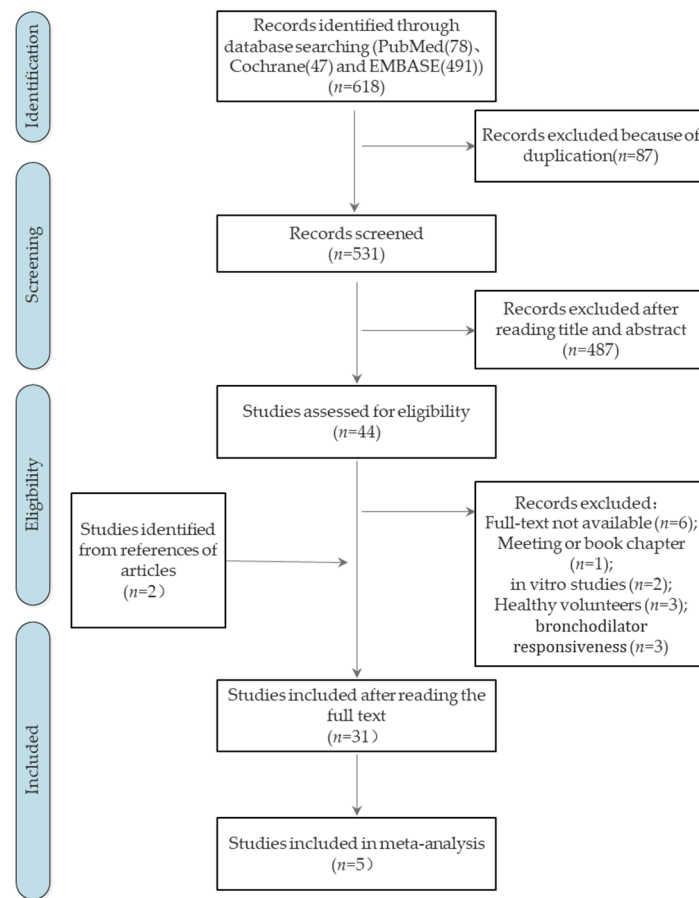 Identification
Records identified through
database searching (PubMed(78)、
Cochrane(47) and EMBASE(491))
(n=618)
Records excluded because of
duplication(n=87)
Screening
Records screened
(n=531)
Records excluded after
reading title and abstract
(n=487)
Eligibility
Studies assessed for eligibility
(n=44)
Studies identified
from references of
articles
(n=2）
Records excluded：
Full-text not available (n=6);
Meeting or book chapter
(n=1);
in vitro studies (n=2);
Healthy volunteers (n=3);
bronchodilator
responsiveness (n=3)
Included
Studies included after reading the
full text
(n=31）
Studies included in meta-analysis
(n=5）